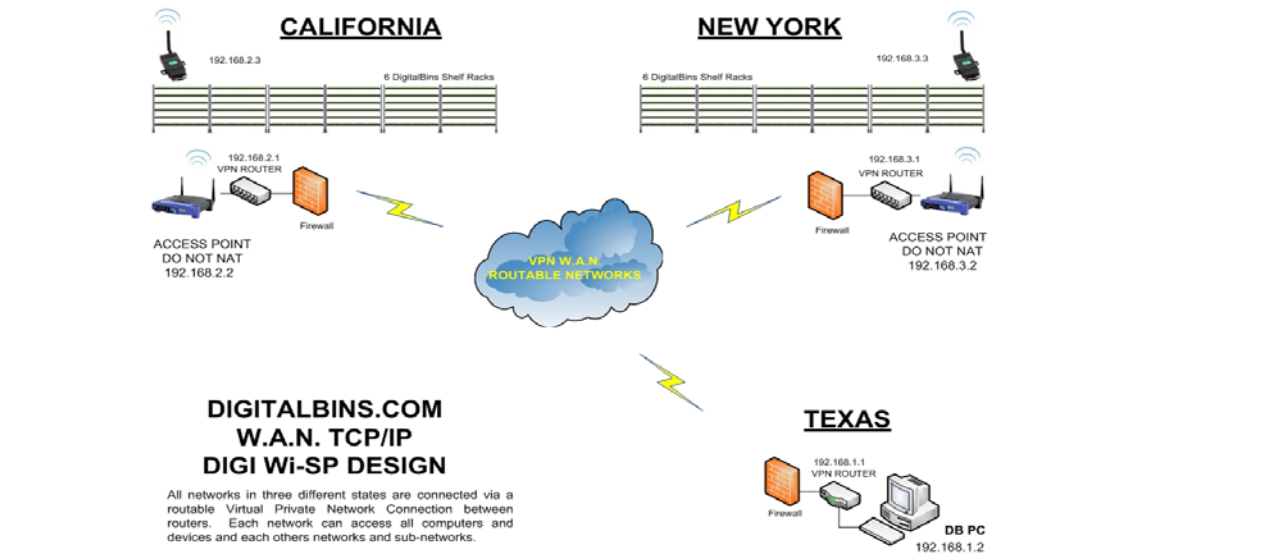 CALIFORNIA
192.168.2.3
6 DigitalBins Shelf Racks
192.168.2.1
VPN ROUTER
Firewall
ACCESS POINT
DO NOT NAT
192.168.2.2
NEW YORK
192.168.3.3
6 DigitalBins Shelf Racks
192.168.3.1
VPN ROUTER
Firewall
ACCESS POINT
DO NOT NAT
192.168.3.2
VPN W.A.N.
ROUTABLE NETWORKS
DIGITALBINS.COM
W.A.N. TCP/IP
DIGI Wi-SP DESIGN
All networks in three different states are connected via a
routable Virtual Private Network Connection between
routers. Each network can access all computers and
devices and each others networks and sub-networks.
TEXAS
192.168.1.1
VPN ROUTER
Firewall
DB PC
192.168.1.2